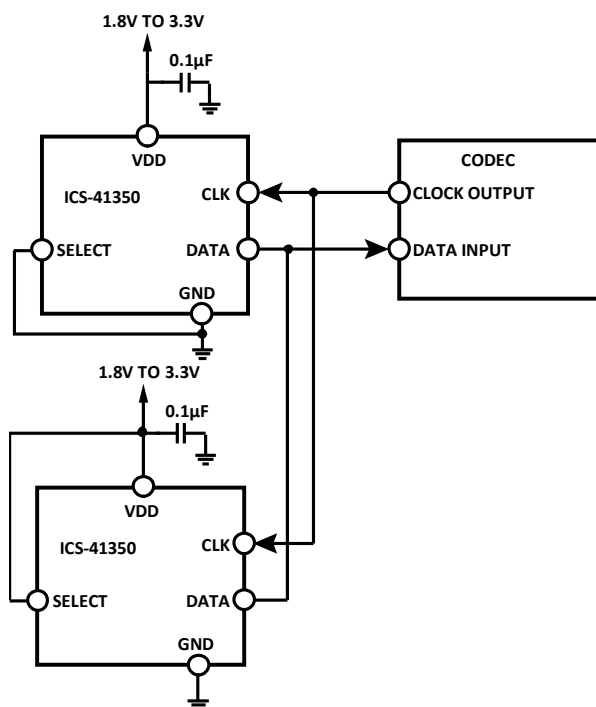 1.8V TO 3.3V
0.1µF
VDD
CODEC
ICS-41350
CLK
CLOCK OUTPUT
SELECT
DATA
DATA INPUT
GND
1.8V TO 3.3V
0.1µF
VDD
ICS-41350
CLK
SELECT
DATA
GND